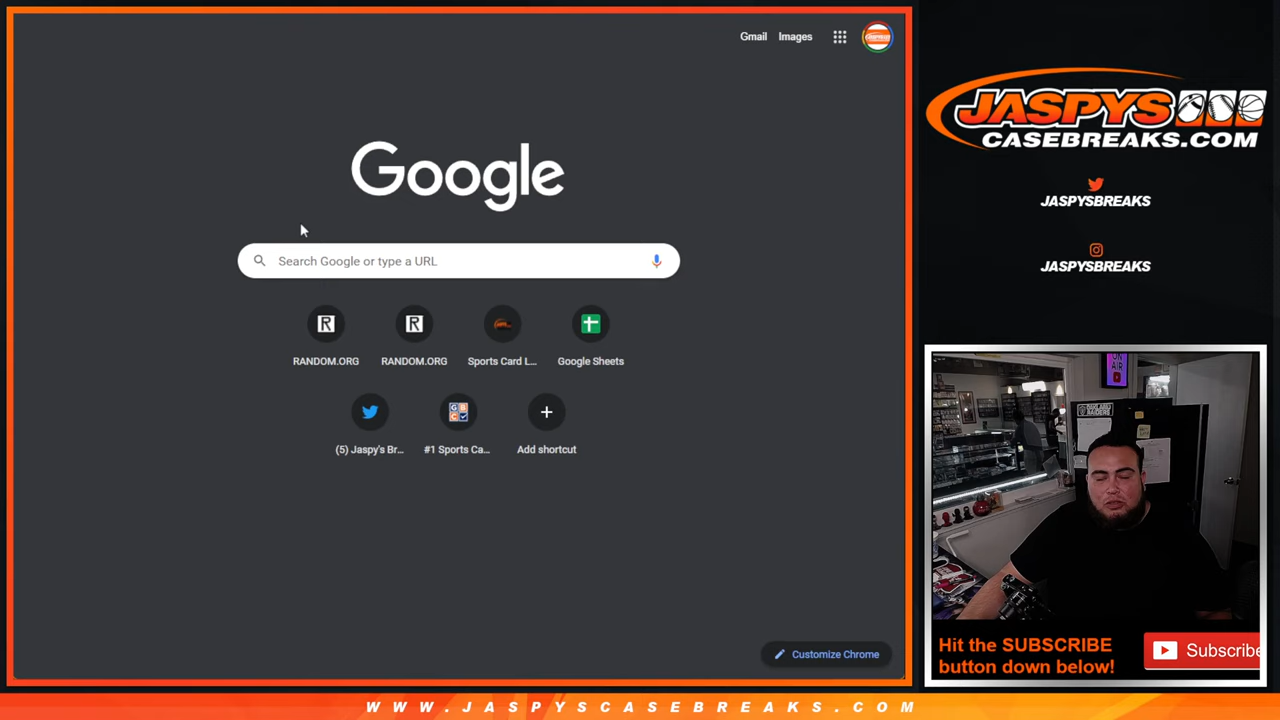 Gmail
Images
Google
Search Google or type a URL
RANDOM.ORG
RANDOM.ORG
Sports Card L...
Google Sheets
(5) Jaspy's Br...
#1 Sports Ca...
Add shortcut
Customize Chrome
JASPYS
CASEBREAKS.COM
JASPYSBREAKS
JASPYSBREAKS
ON AIR
Hit the SUBSCRIBE
button down below!
Subscribe
WWW.JASPYSCASEBREAKS.COM